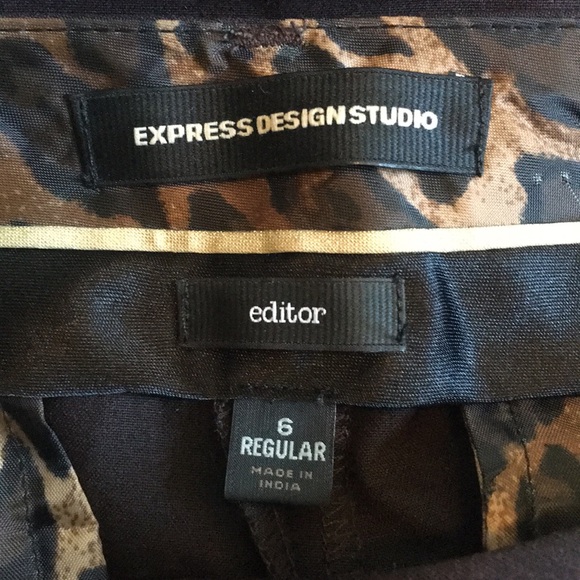 EXPRESS DESIGN STUDIO
editor
6
REGULAR
MADE IN
INDIA